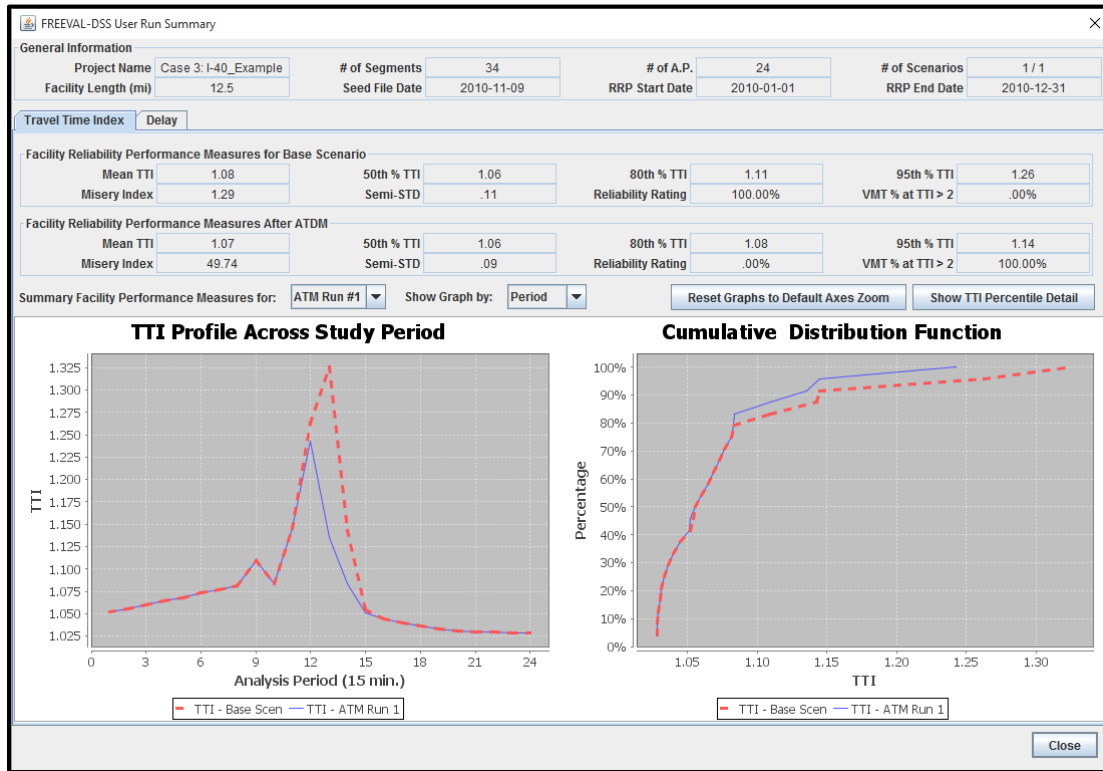 FREEVAL-DSS User Run Summary
General Information
Project Name Case 3: I-40_Example # of Segments 34 # of A.P. 24 # of Scenarios 1 / 1
Facility Length (mi) 12.5 Seed File Date 2010-11-09 RRP Start Date 2010-01-01 RRP End Date 2010-12-31
Travel Time Index Delay
Facility Reliability Performance Measures for Base Scenario
Mean TTI 1.08 50th % TTI 1.06 80th % TTI 1.11 95th % TTI 1.26
Misery Index 1.29 Semi-STD .11 Reliability Rating 100.00% VMT % at TTI > 2 .00%
Facility Reliability Performance Measures After ATDM
Mean TTI 1.07 50th % TTI 1.06 80th % TTI 1.08 95th % TTI 1.14
Misery Index 49.74 Semi-STD .09 Reliability Rating .00% VMT % at TTI > 2 100.00%
Summary Facility Performance Measures for: ATM Run #1 Show Graph by: Period Reset Graphs to Default Axes Zoom Show TTI Percentile Detail
TTI Profile Across Study Period
1.325
1.300
1.275
1.250
1.225
1.200
1.175
1.150
1.125
1.100
1.075
1.050
1.025
TTI
0 3 6 9 12 15 18 21 24
Analysis Period (15 min.)
TTI - Base Scen TTI - ATM Run 1
Cumulative Distribution Function
100%
90%
80%
70%
60%
50%
40%
30%
20%
10%
0%
Percentage
1.05 1.10 1.15 1.20 1.25 1.30
TTI
TTI - Base Scen TTI - ATM Run 1
Close